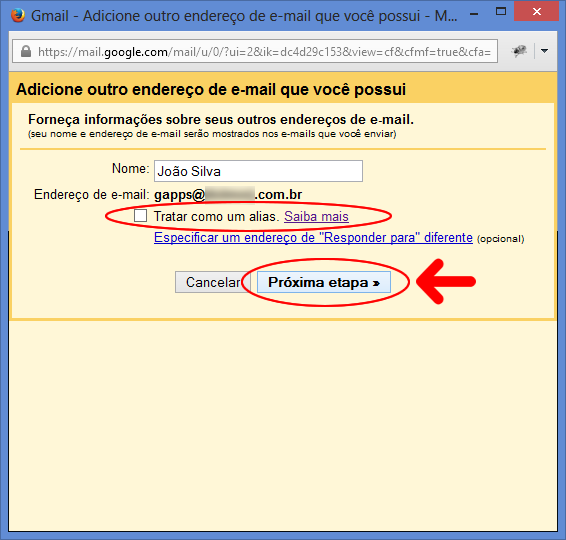 Gmail - Adicione outro endereço de e-mail que você possui - M...
https://mail.google.com/mail/u/0/?ui=2&ik=dc4d29c153&view=cf&cfmf=true&cfa=
Adicione outro endereço de e-mail que você possui
Forneça informações sobre seus outros endereços de e-mail.
(seu nome e endereço de e-mail serão mostrados nos e-mails que você enviar)
Nome: João Silva
Endereço de e-mail: gapps@ .com.br
Tratar como um alias. Saiba mais
Especificar um endereço de "Responder para" diferente (opcional)
Cancelar Próxima etapa »